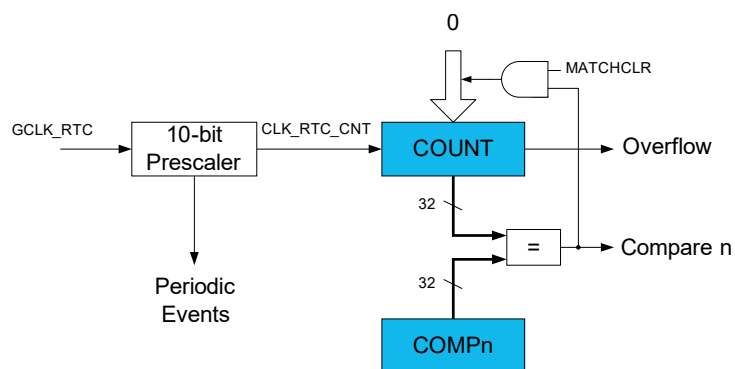 0
MATCHCLR
GCLK_RTC
10-bit
Prescaler
CLK_RTC_CNT
COUNT
Overflow
32
=
Compare n
32
Periodic
Events
COMPn